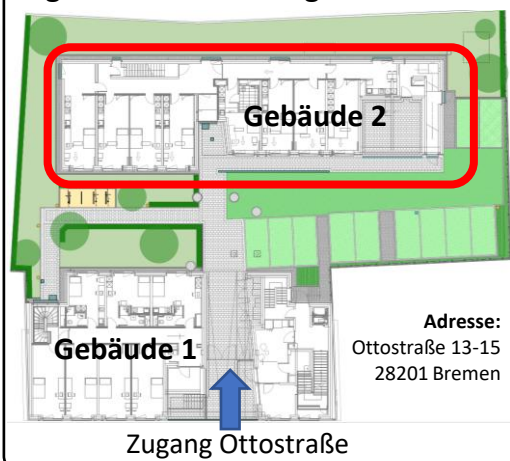 Gebäude 2
Gebäude 1
Adresse:
Ottostraße 13-15
28201 Bremen
Zugang Ottostraße